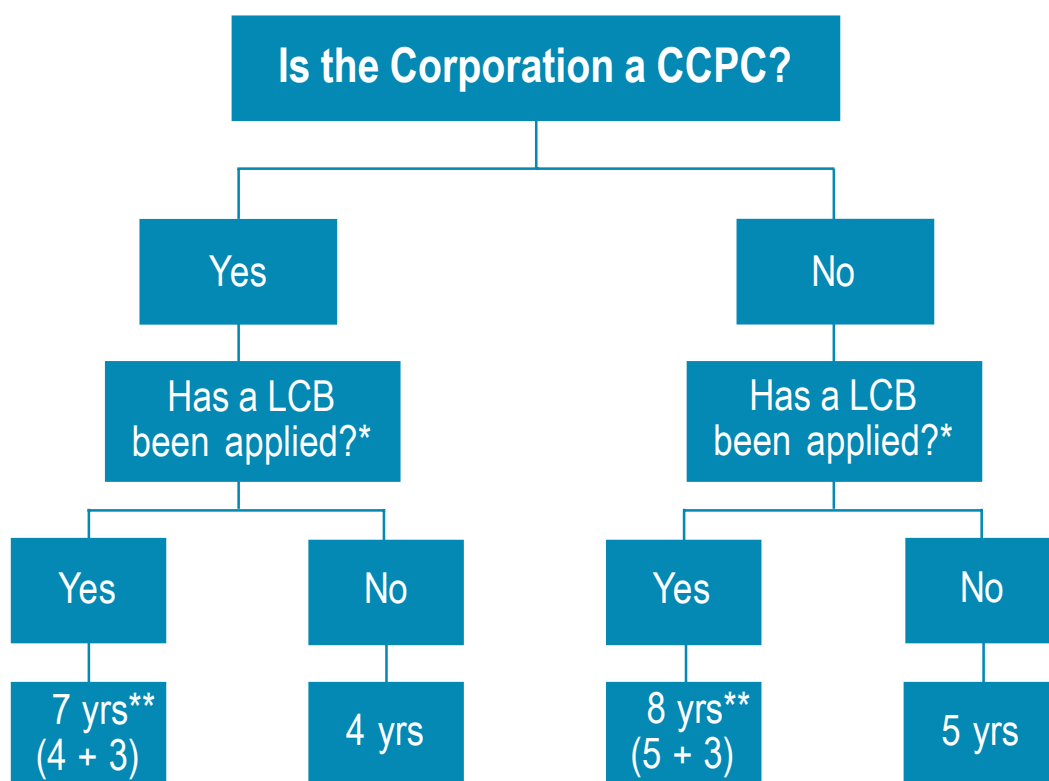 Is the Corporation a CCPC?
Yes
No
Has a LCB
been applied?*
Has a LCB
been applied?*
Yes
No
Yes
No
7 yrs**
(4 + 3)
4 yrs
8 yrs**
(5 + 3)
5 yrs